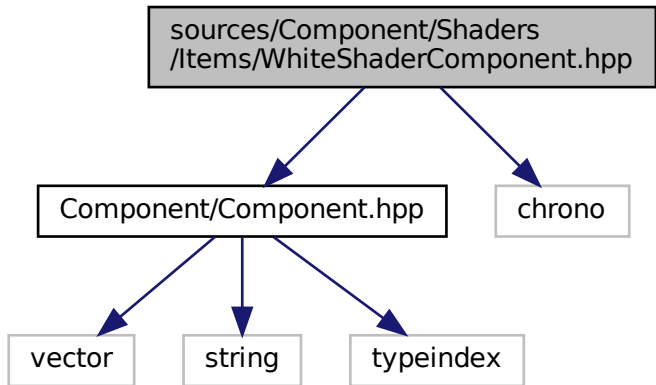 sources/Component/Shaders
/Items/WhiteShaderComponent.hpp
Component/Component.hpp
chrono
vector
string
typeindex